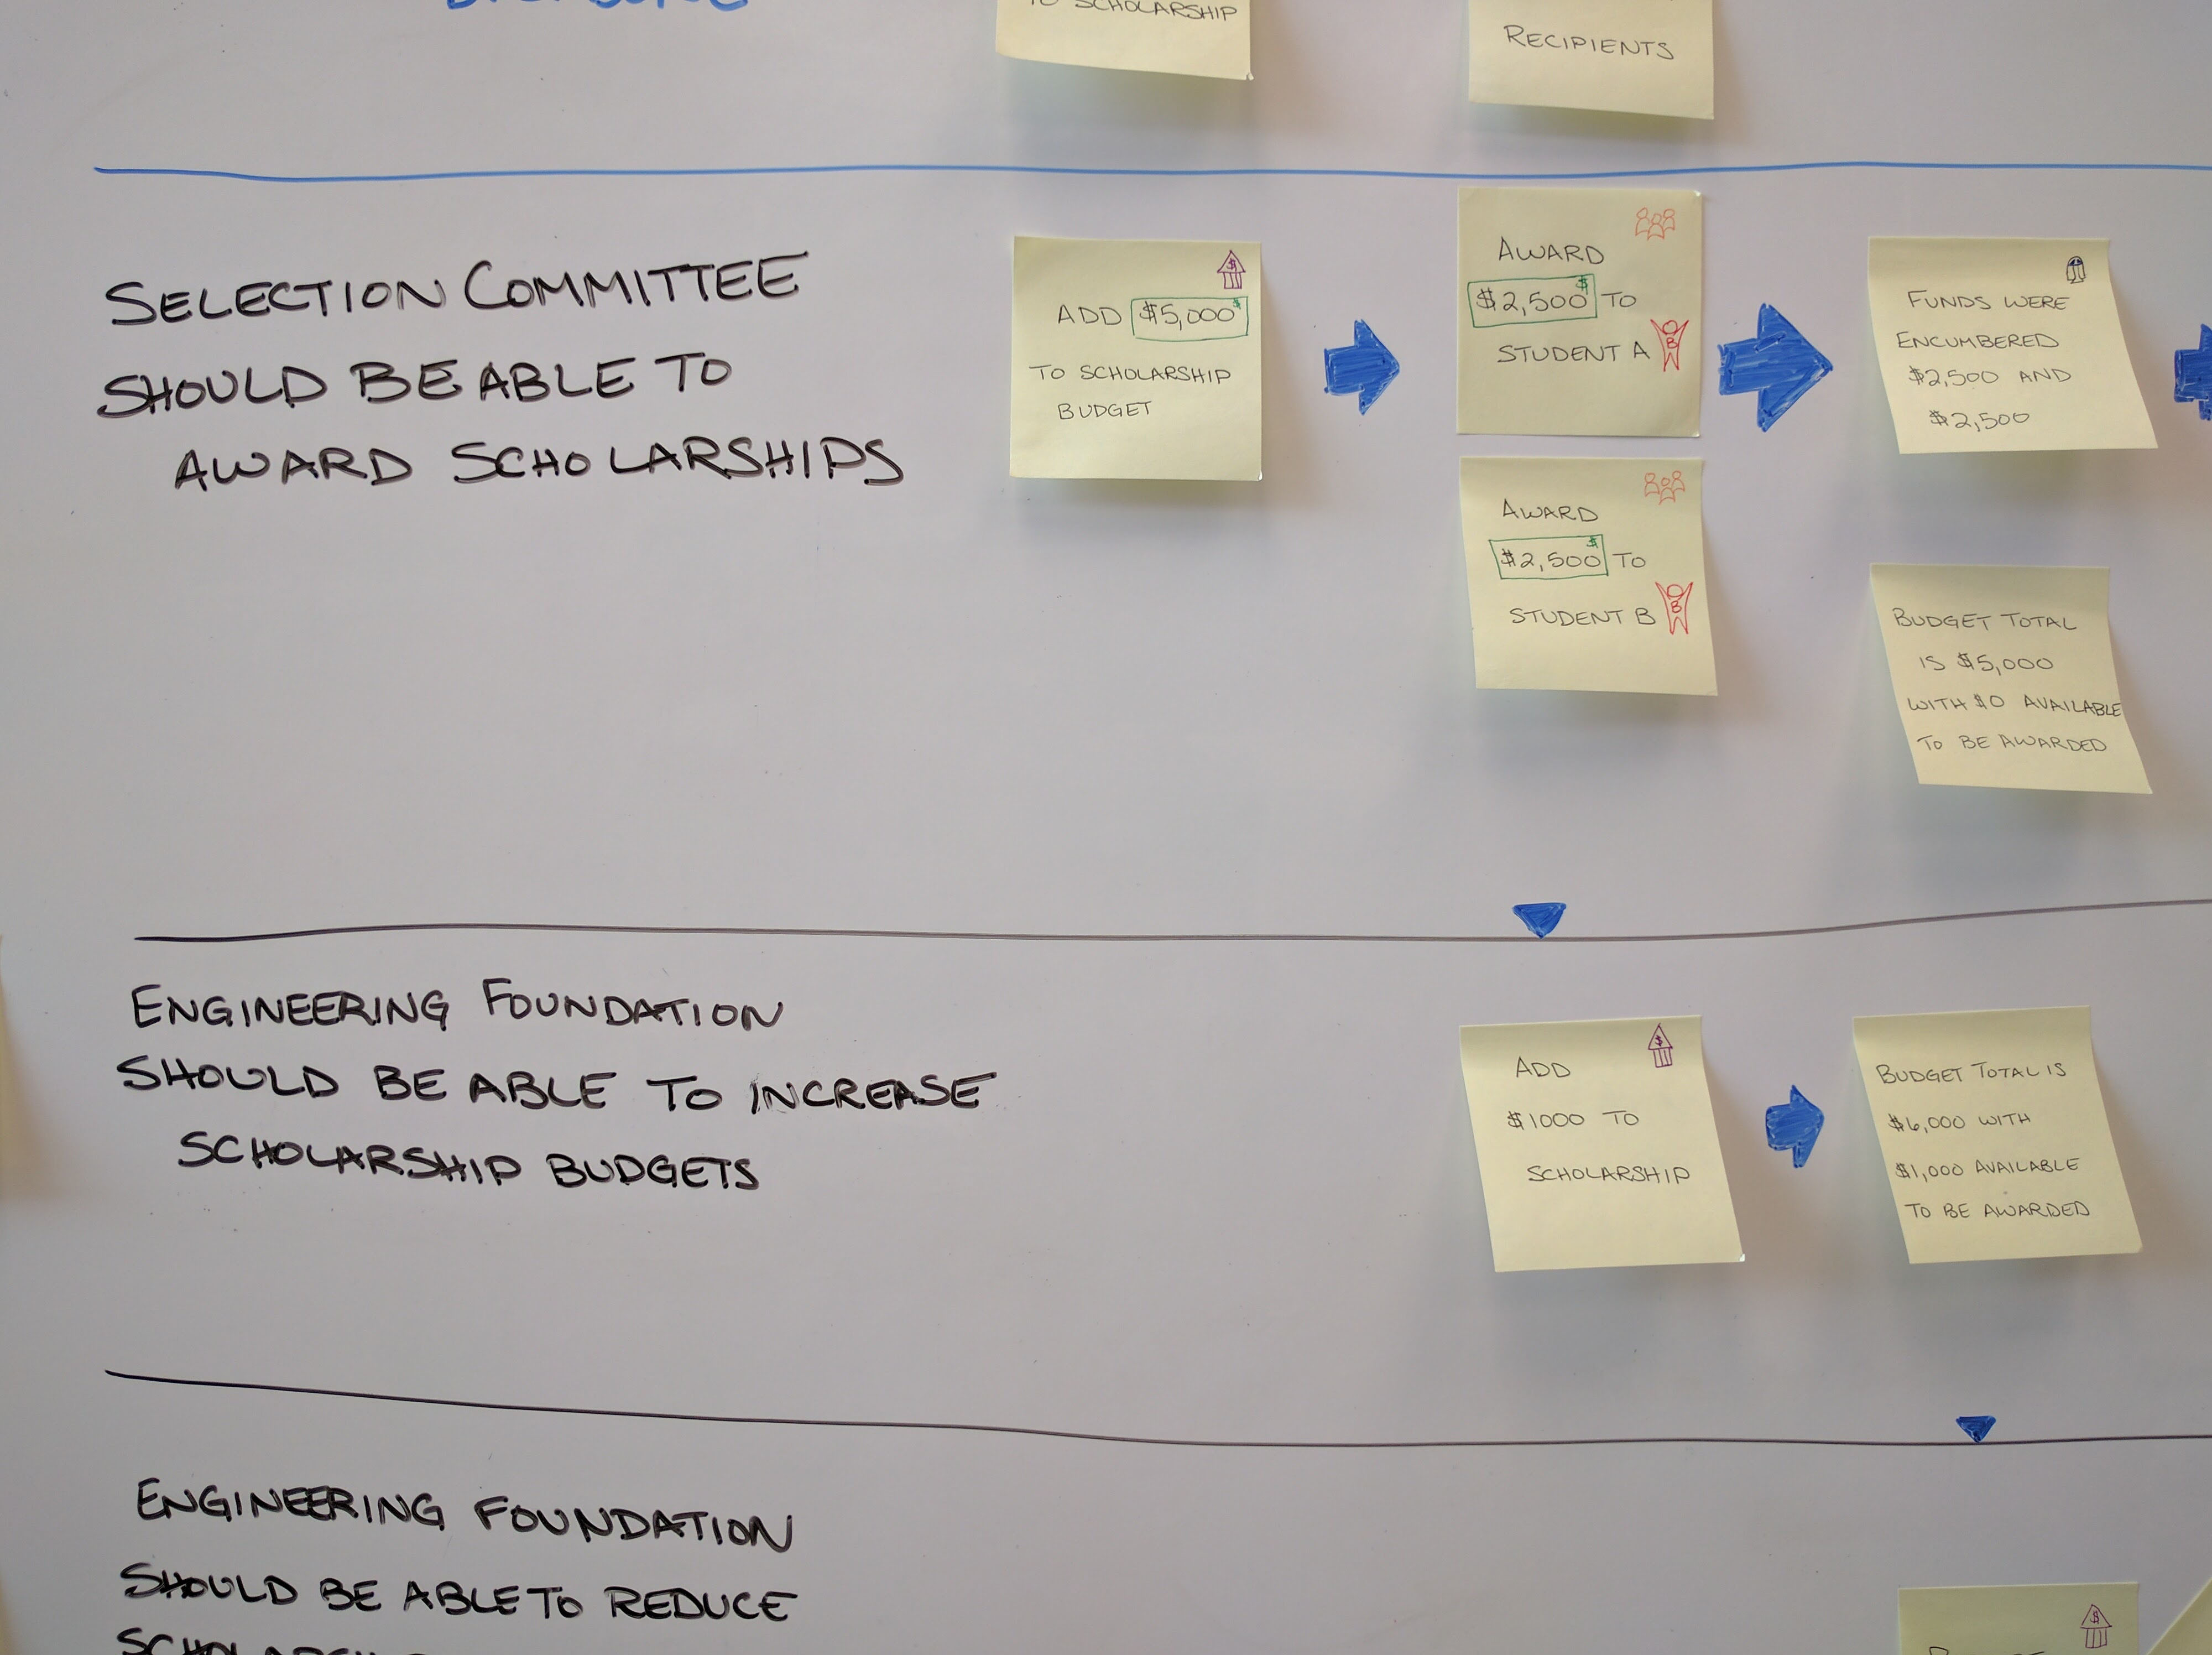 TO SCHOLARSHIP
RECIPIENTS
SELECTION COMMITTEE
SHOULD BE ABLE TO
AWARD SCHOLARSHIPS
ADD $5,000 $
TO SCHOLARSHIP
BUDGET
$
AWARD
$2,500 $ TO
STUDENT A
B
AWARD
$2,500 $ TO
STUDENT B
B
FUNDS WERE
ENCUMBERED
$2,500 AND
$2,500
BUDGET TOTAL
IS $5,000
WITH $0 AVAILABLE
TO BE AWARDED
ENGINEERING FOUNDATION
SHOULD BE ABLE TO INCREASE
SCHOLARSHIP BUDGETS
$
ADD
$1000 TO
SCHOLARSHIP
BUDGET TOTAL IS
$6,000 WITH
$1,000 AVAILABLE
TO BE AWARDED
ENGINEERING FOUNDATION
SHOULD BE ABLE TO REDUCE
$